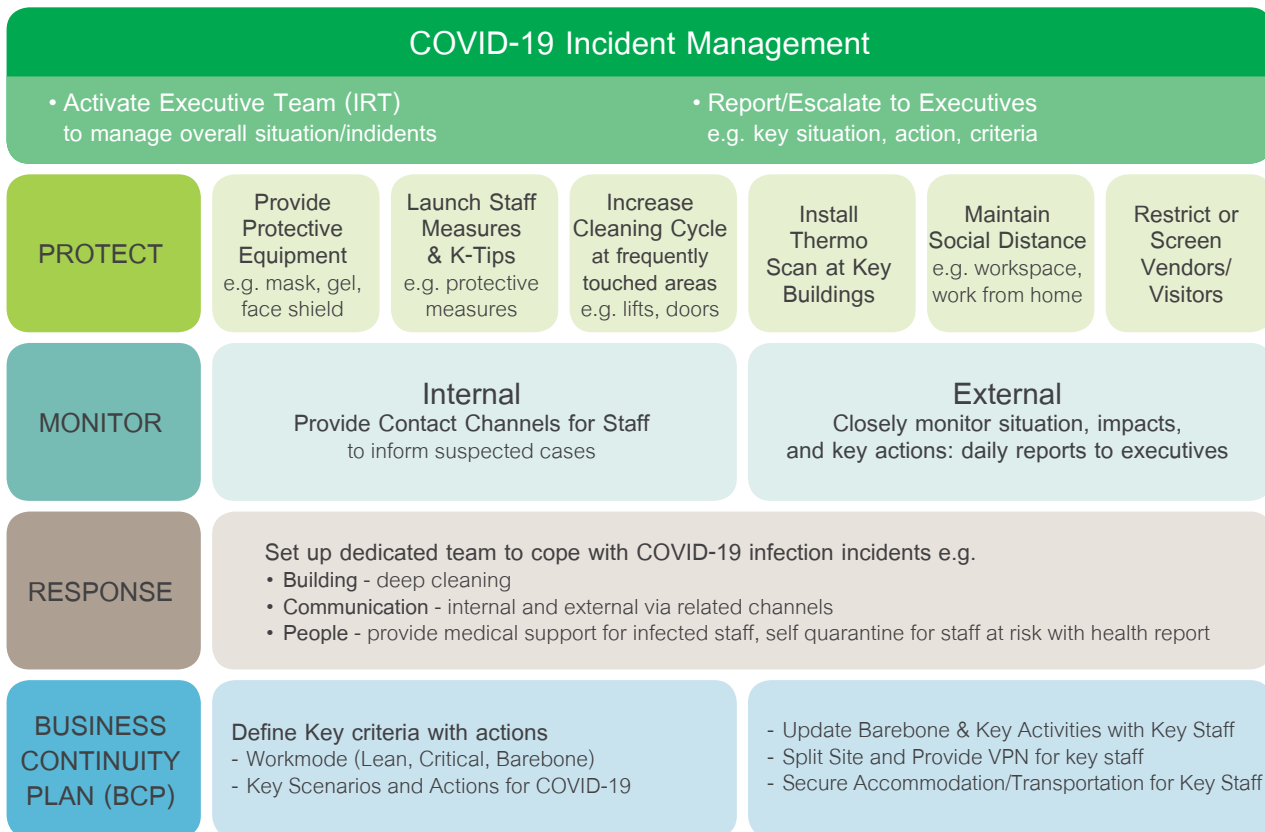 COVID-19 Incident Management
• Activate Executive Team (IRT)
to manage overall situation/indidents
• Report/Escalate to Executives
e.g. key situation, action, criteria
PROTECT
Provide
Protective
Equipment
e.g. mask, gel,
face shield
Launch Staff
Measures
& K-Tips
e.g. protective
measures
Increase
Cleaning Cycle
at frequently
touched areas
e.g. lifts, doors
Install
Thermo
Scan at Key
Buildings
Maintain
Social Distance
e.g. workspace,
work from home
Restrict or
Screen
Vendors/
Visitors
MONITOR
Internal
Provide Contact Channels for Staff
to inform suspected cases
External
Closely monitor situation, impacts,
and key actions: daily reports to executives
RESPONSE
Set up dedicated team to cope with COVID-19 infection incidents e.g.
• Building - deep cleaning
• Communication - internal and external via related channels
• People - provide medical support for infected staff, self quarantine for staff at risk with health report
BUSINESS
CONTINUITY
PLAN (BCP)
Define Key criteria with actions
- Workmode (Lean, Critical, Barebone)
- Key Scenarios and Actions for COVID-19
- Update Barebone & Key Activities with Key Staff
- Split Site and Provide VPN for key staff
- Secure Accommodation/Transportation for Key Staff